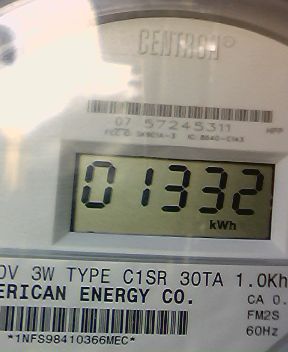 CENTRON®
07 57245311
HPP
01332
kWh
0V 3W TYPE C1SR 30TA 1.0Kh
ERICAN ENERGY CO.
CA 0.
FM2S
60Hz
*1NFS98410366MEC*